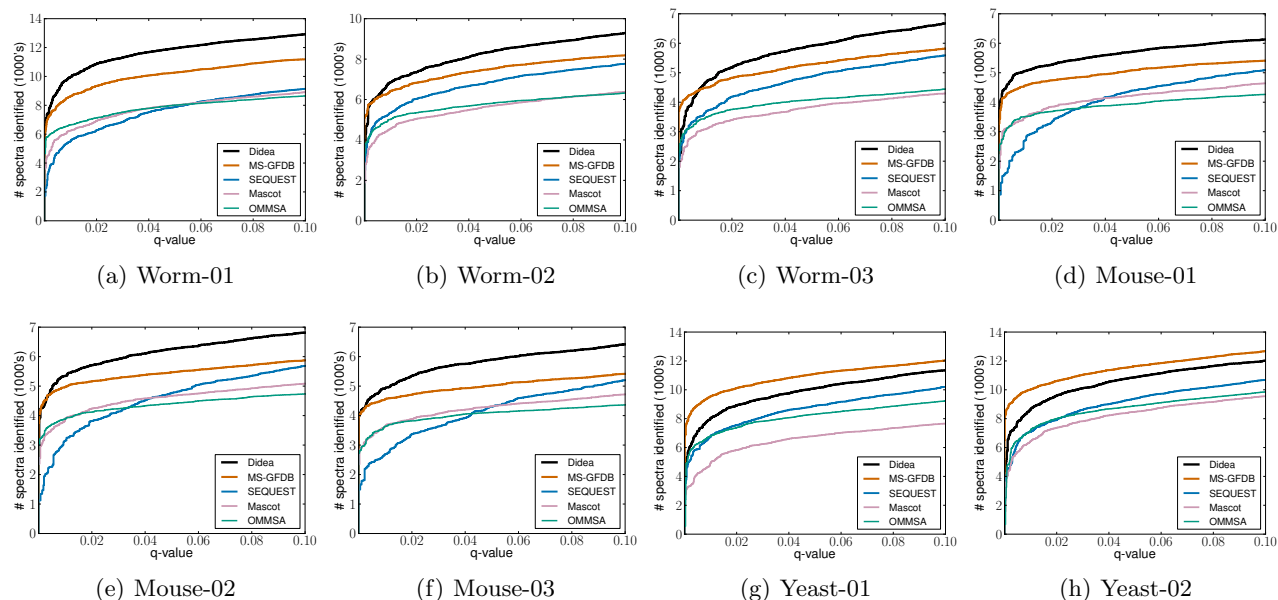 # spectra identified (1000's)
14
12
10
8
6
4
2
0
0.02
0.04
0.06
0.08
0.10
q-value
Didea
MS-GFDB
SEQUEST
Mascot
OMMSA
(a) Worm-01
# spectra identified (1000's)
10
8
6
4
2
0
0.02
0.04
0.06
0.08
0.10
q-value
Didea
MS-GFDB
SEQUEST
Mascot
OMMSA
(b) Worm-02
# spectra identified (1000's)
7
6
5
4
3
2
1
0
0.02
0.04
0.06
0.08
0.10
q-value
Didea
MS-GFDB
SEQUEST
Mascot
OMMSA
(c) Worm-03
# spectra identified (1000's)
7
6
5
4
3
2
1
0
0.02
0.04
0.06
0.08
0.10
q-value
Didea
MS-GFDB
SEQUEST
Mascot
OMMSA
(d) Mouse-01
# spectra identified (1000's)
7
6
5
4
3
2
1
0
0.02
0.04
0.06
0.08
0.10
q-value
Didea
MS-GFDB
SEQUEST
Mascot
OMMSA
(e) Mouse-02
# spectra identified (1000's)
7
6
5
4
3
2
1
0
0.02
0.04
0.06
0.08
0.10
q-value
Didea
MS-GFDB
SEQUEST
Mascot
OMMSA
(f) Mouse-03
# spectra identified (1000's)
14
12
10
8
6
4
2
0
0.02
0.04
0.06
0.08
0.10
q-value
Didea
MS-GFDB
SEQUEST
Mascot
OMMSA
(g) Yeast-01
# spectra identified (1000's)
14
12
10
8
6
4
2
0
0.02
0.04
0.06
0.08
0.10
q-value
Didea
MS-GFDB
SEQUEST
Mascot
OMMSA
(h) Yeast-02